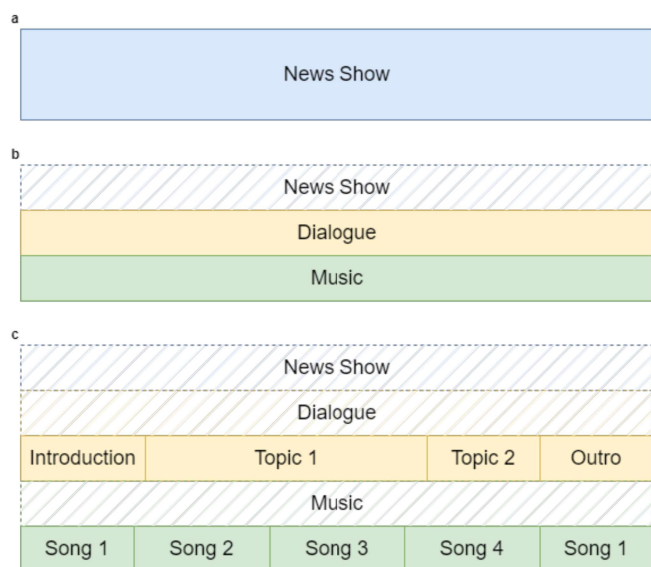 a
News Show
b
News Show
Dialogue
Music
c
News Show
Dialogue
Introduction Topic 1 Topic 2 Outro
Music
Song 1 Song 2 Song 3 Song 4 Song 1